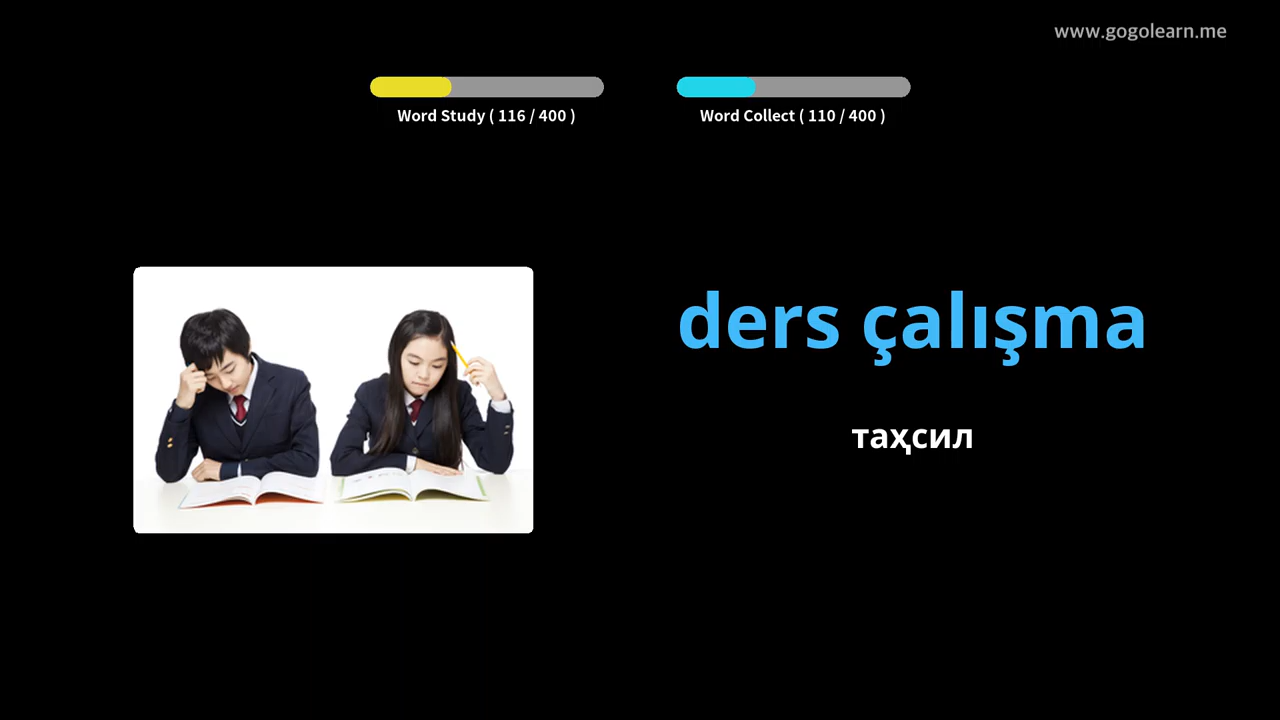 www.gogolearn.me
Word Study ( 116 / 400 )
Word Collect ( 110 / 400 )
ders çalışma
таҳсил